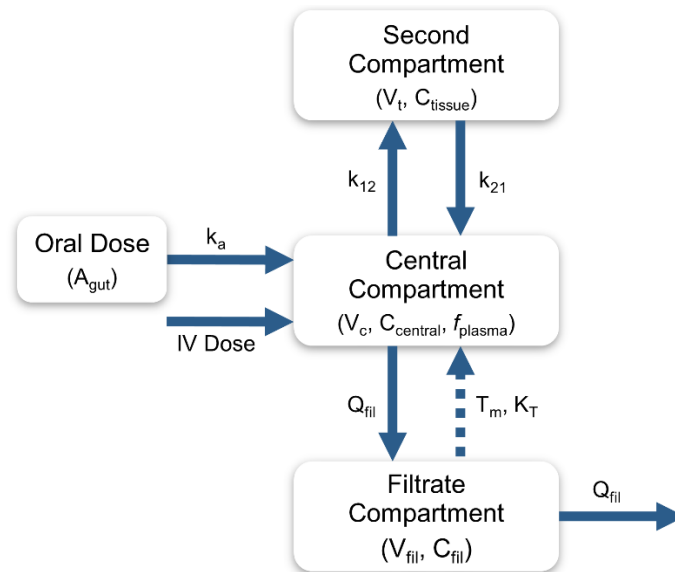 Second
Compartment
(Vt, Ctissue)
k12
k21
Oral Dose
(Agut)
ka
IV Dose
Central
Compartment
(Vc, Ccentral, fplasma)
Qfil
Tm, KT
Filtrate
Compartment
(Vfil, Cfil)
Qfil